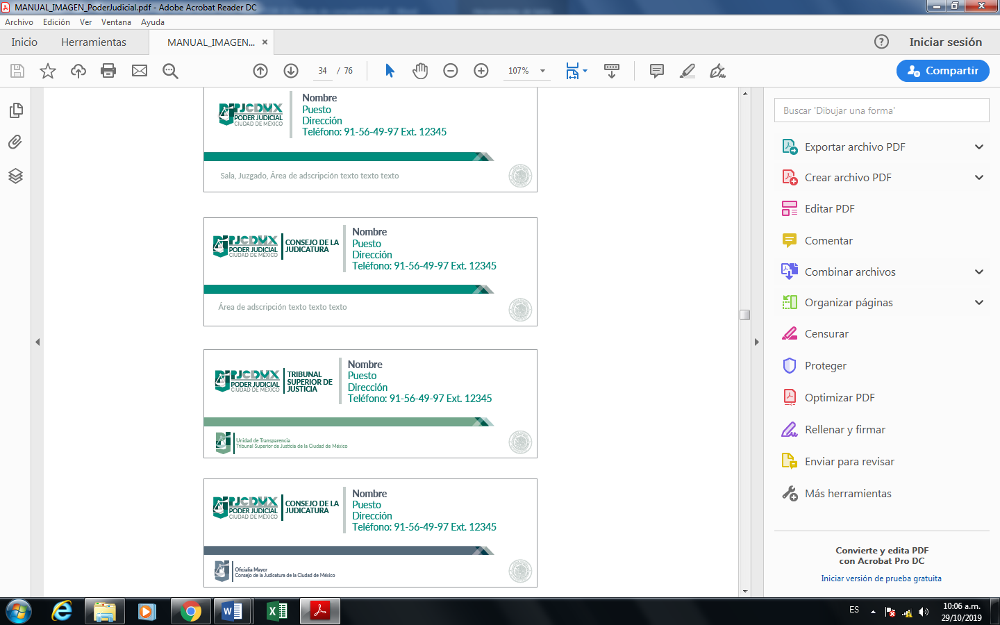 MANUAL_IMAGEN_PoderJudicial.pdf - Adobe Acrobat Reader DC
Archivo Edición Ver Ventana Ayuda
Inicio Herramientas MANUAL_IMAGEN... × Iniciar sesión
34 / 76 107% Compartir
PJCDMX
PODER JUDICIAL
CIUDAD DE MÉXICO
Nombre
Puesto
Dirección
Teléfono: 91-56-49-97 Ext. 12345
Sala, Juzgado, Área de adscripción texto texto texto
PJCDMX
PODER JUDICIAL
CIUDAD DE MÉXICO
CONSEJO DE LA
JUDICATURA
Nombre
Puesto
Dirección
Teléfono: 91-56-49-97 Ext. 12345
Área de adscripción texto texto texto
PJCDMX
PODER JUDICIAL
CIUDAD DE MÉXICO
TRIBUNAL
SUPERIOR DE
JUSTICIA
Nombre
Puesto
Dirección
Teléfono: 91-56-49-97 Ext. 12345
Unidad de Transparencia
Tribunal Superior de Justicia de la Ciudad de México
PJCDMX
PODER JUDICIAL
CIUDAD DE MÉXICO
CONSEJO DE LA
JUDICATURA
Nombre
Puesto
Dirección
Teléfono: 91-56-49-97 Ext. 12345
Oficialia Mayor
Consejo de la Judicatura de la Ciudad de México
Buscar 'Dibujar una forma'
Exportar archivo PDF
Crear archivo PDF
Editar PDF
Comentar
Combinar archivos
Organizar páginas
Censurar
Proteger
Optimizar PDF
Rellenar y firmar
Enviar para revisar
Más herramientas
Convierte y edita PDF
con Acrobat Pro DC
Iniciar versión de prueba gratuita
ES
10:06 a.m.
29/10/2019